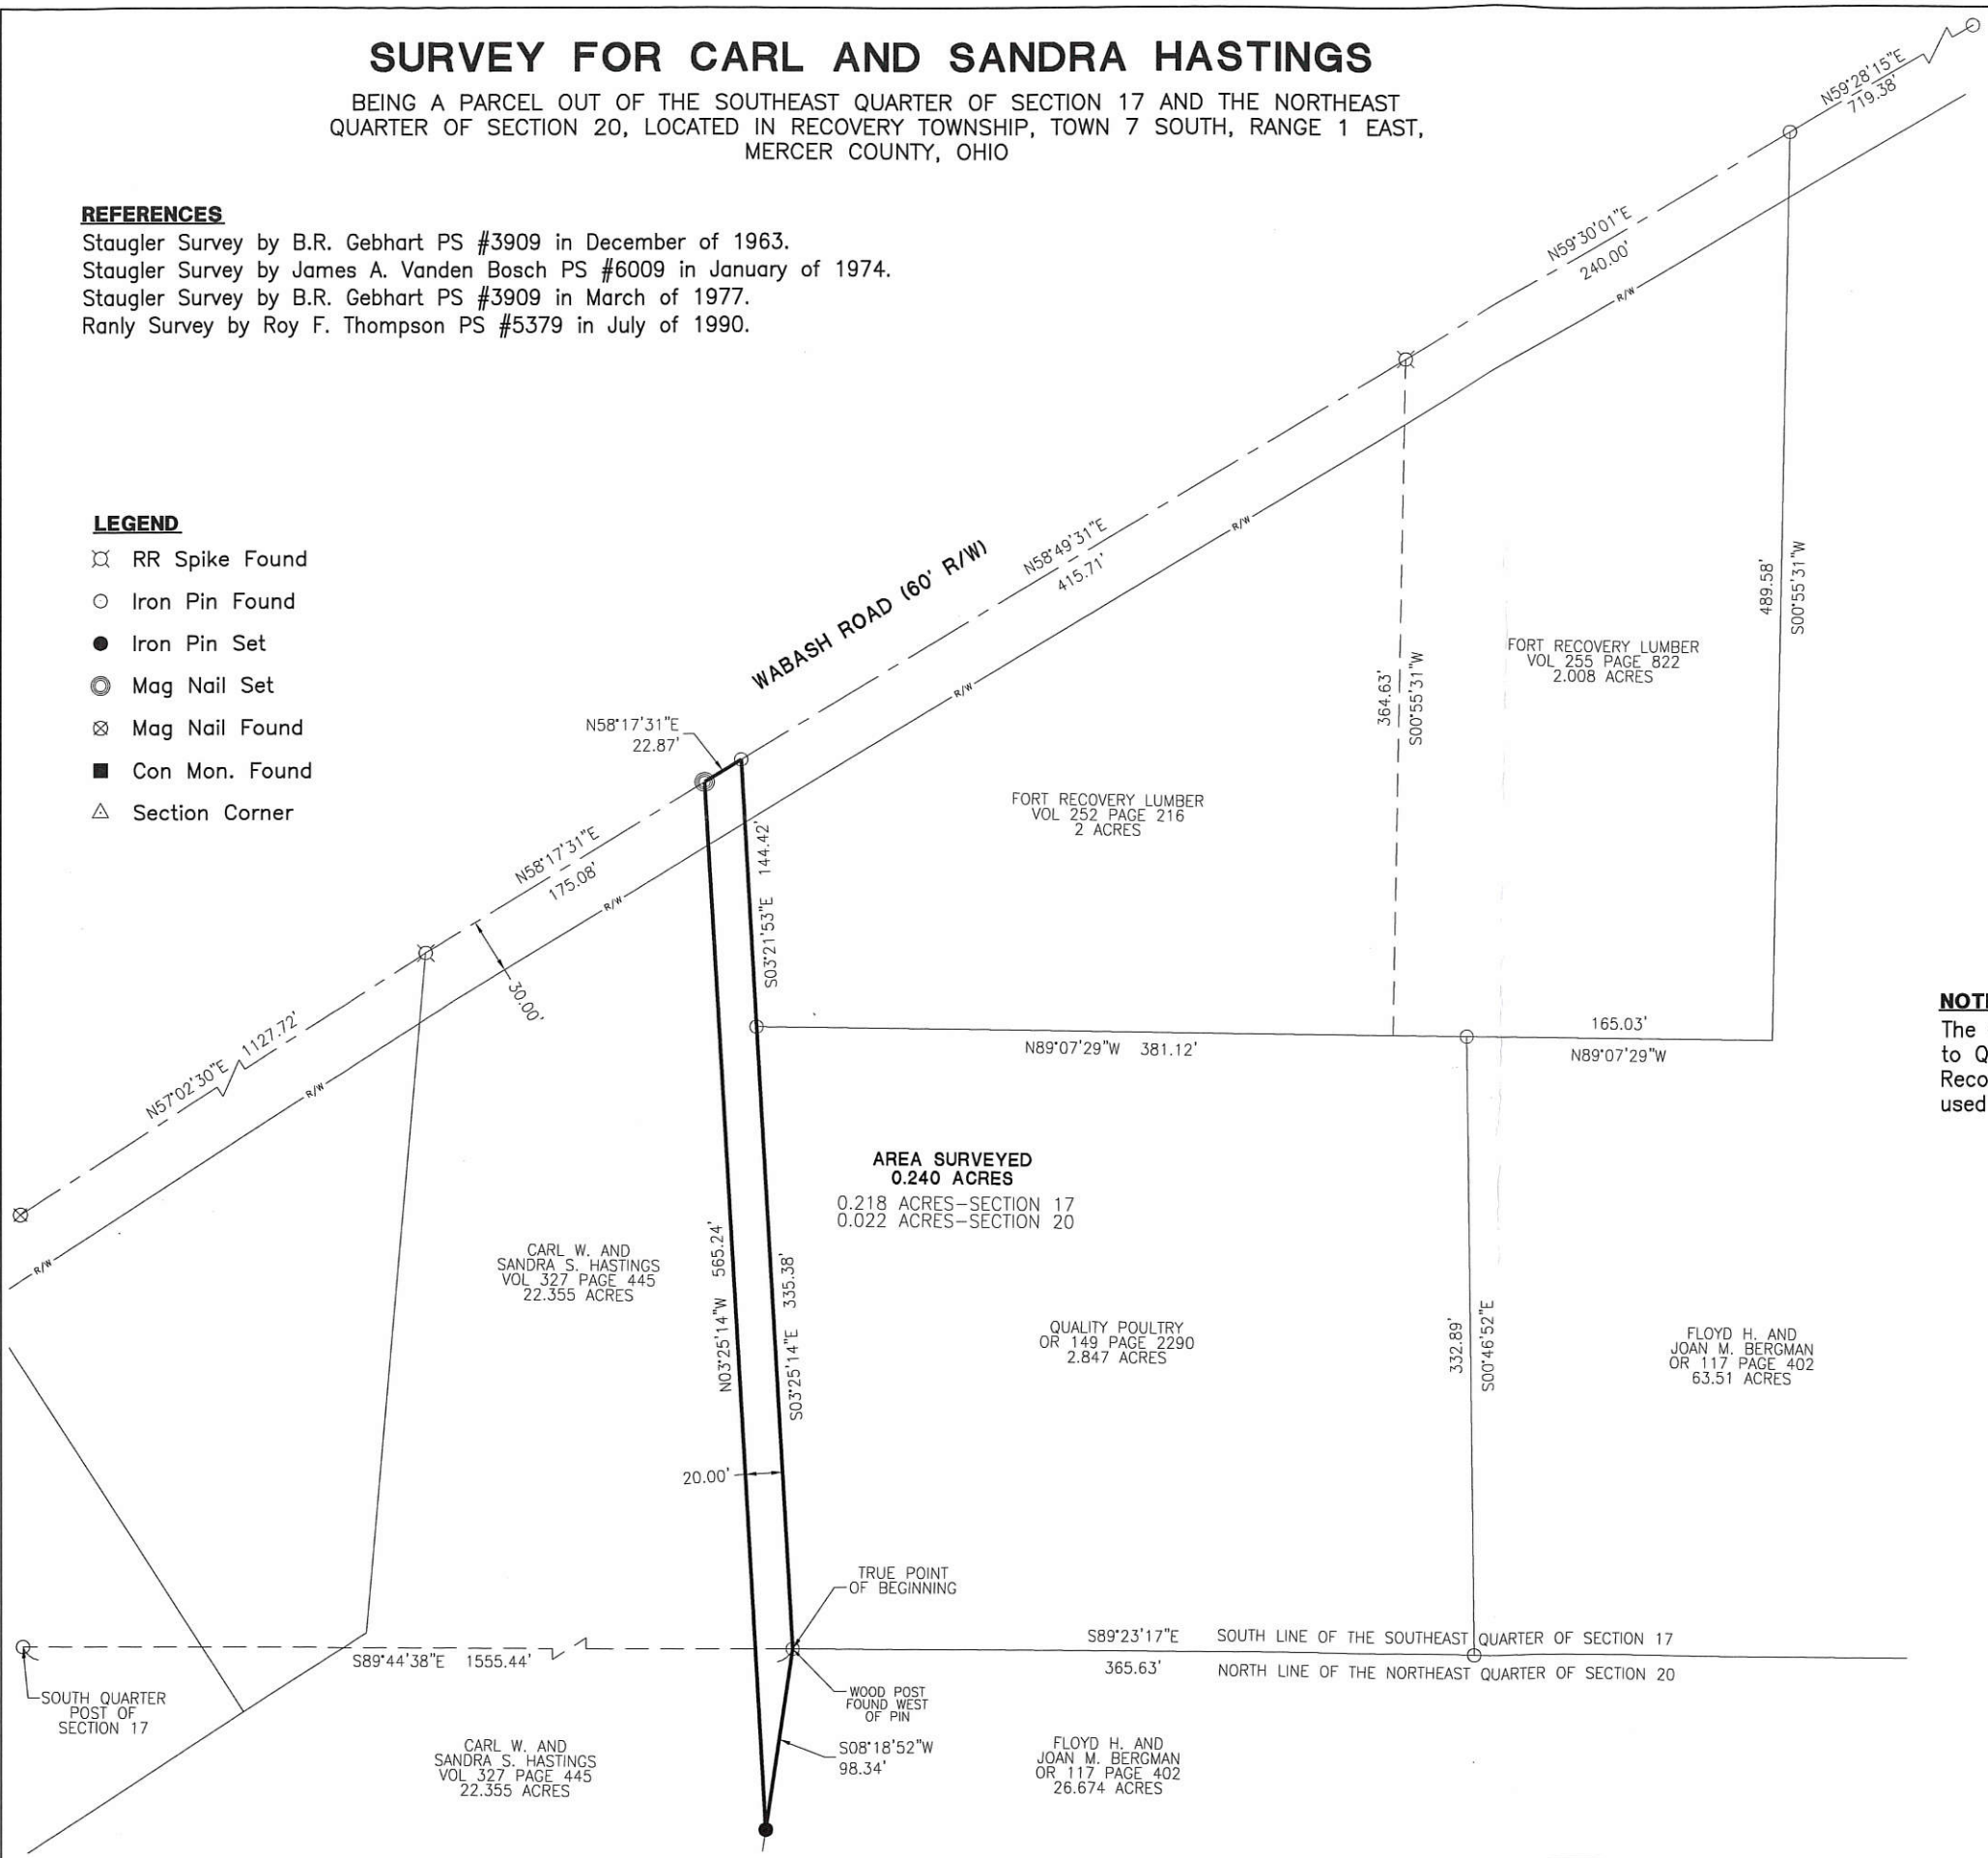 SURVEY FOR CARL AND SANDRA HASTINGS
BEING A PARCEL OUT OF THE SOUTHEAST QUARTER OF SECTION 17 AND THE NORTHEAST
QUARTER OF SECTION 20, LOCATED IN RECOVERY TOWNSHIP, TOWN 7 SOUTH, RANGE 1 EAST,
MERCER COUNTY, OHIO
REFERENCES
Staugler Survey by B.R. Gebhart PS #3909 in December of 1963.
Staugler Survey by James A. Vanden Bosch PS #6009 in January of 1974.
Staugler Survey by B.R. Gebhart PS #3909 in March of 1977.
Ranly Survey by Roy F. Thompson PS #5379 in July of 1990.
LEGEND
RR Spike Found
Iron Pin Found
Iron Pin Set
Mag Nail Set
Mag Nail Found
Con Mon. Found
Section Corner
N59°28'15"E
719.38'
N59°30'01"E
240.00'
R/W
N58°49'31"E
415.71'
R/W
WABASH ROAD (60' R/W)
R/W
N58°17'31"E
22.87'
N58°17'31"E
175.08'
R/W
30.00'
N57°02'30"E 1127.72'
R/W
R/W
489.58'
S00°55'31"W
364.63'
S00°55'31"W
FORT RECOVERY LUMBER
VOL 255 PAGE 822
2.008 ACRES
FORT RECOVERY LUMBER
VOL 252 PAGE 216
2 ACRES
S03°21'53"E 144.42'
N89°07'29"W 381.12'
165.03'
N89°07'29"W
The
to Q
Reco
used
AREA SURVEYED
0.240 ACRES
0.218 ACRES-SECTION 17
0.022 ACRES-SECTION 20
CARL W. AND
SANDRA S. HASTINGS
VOL 327 PAGE 445
22.355 ACRES
N03°25'14"W 565.24'
S03°25'14"E 335.38'
QUALITY POULTRY
OR 149 PAGE 2290
2.847 ACRES
332.89'
S00°46'52"E
FLOYD H. AND
JOAN M. BERGMAN
OR 117 PAGE 402
63.51 ACRES
20.00'
TRUE POINT
OF BEGINNING
S89°44'38"E 1555.44'
S89°23'17"E SOUTH LINE OF THE SOUTHEAST QUARTER OF SECTION 17
365.63' NORTH LINE OF THE NORTHEAST QUARTER OF SECTION 20
SOUTH QUARTER
POST OF
SECTION 17
WOOD POST
FOUND WEST
OF PIN
S08°18'52"W
98.34'
CARL W. AND
SANDRA S. HASTINGS
VOL 327 PAGE 445
22.355 ACRES
FLOYD H. AND
JOAN M. BERGMAN
OR 117 PAGE 402
26.674 ACRES